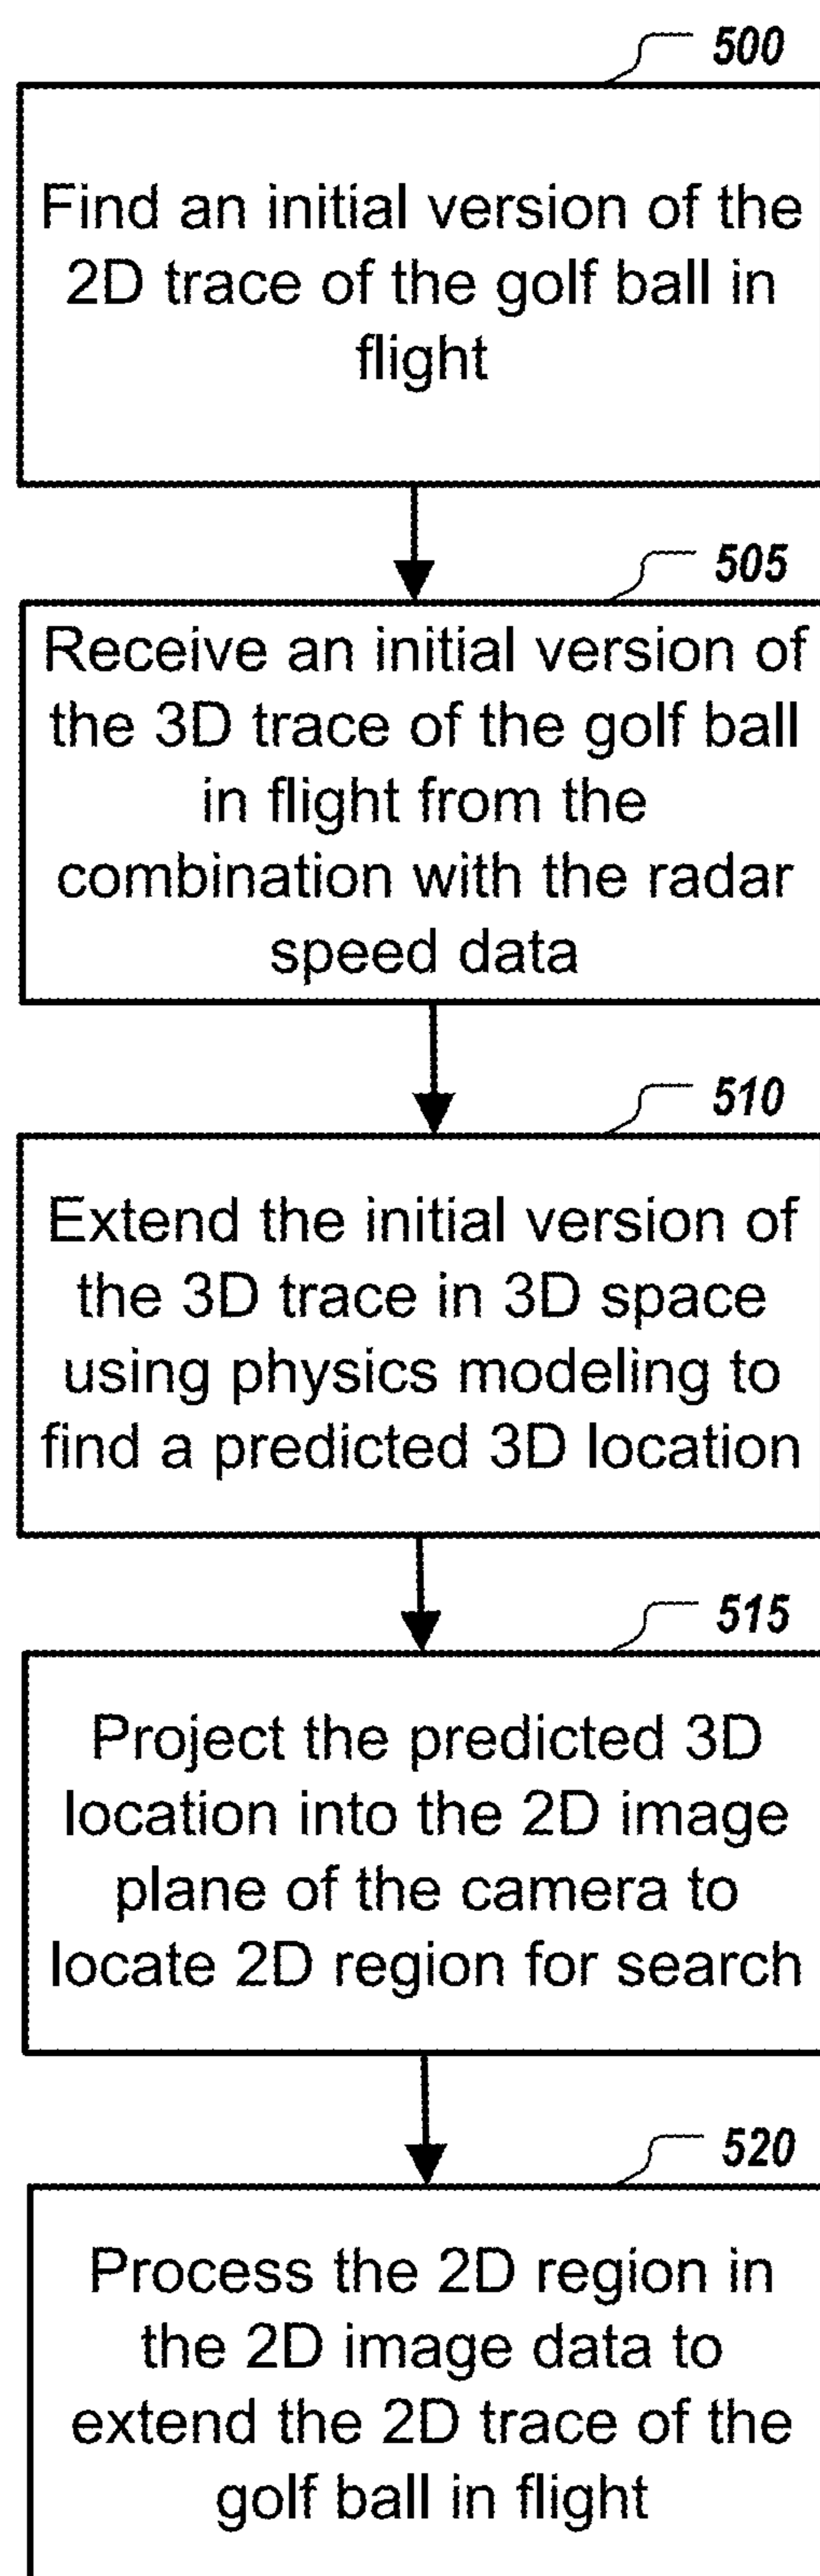 500
Find an initial version of the
2D trace of the golf ball in
flight
505
Receive an initial version of
the 3D trace of the golf ball
in flight from the
combination with the radar
speed data
510
Extend the initial version of
the 3D trace in 3D space
using physics modeling to
find a predicted 3D location
515
Project the predicted 3D
location into the 2D image
plane of the camera to
locate 2D region for search
520
Process the 2D region in
the 2D image data to
extend the 2D trace of the
golf ball in flight